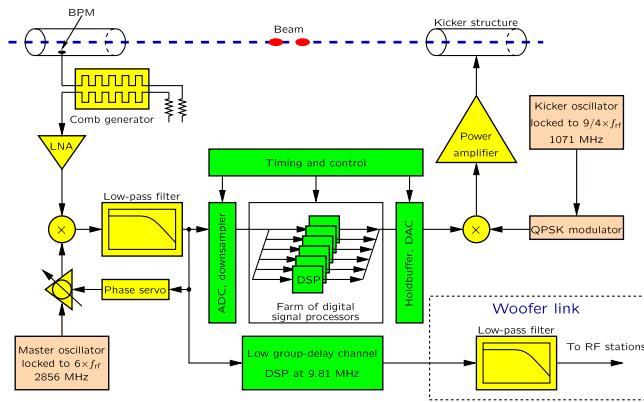 BPM
Beam
Kicker structure
Comb generator
LNA
Power
amplifier
Kicker oscillator
locked to 9/4×f_rf
1071 MHz
Timing and control
Low-pass filter
×
ADC, downsampler
DSP
Farm of digital
signal processors
Holdbuffer, DAC
×
QPSK modulator
Phase servo
Master oscillator
locked to 6×f_rf
2856 MHz
Low group-delay channel
DSP at 9.81 MHz
Woofer link
Low-pass filter
To RF stations